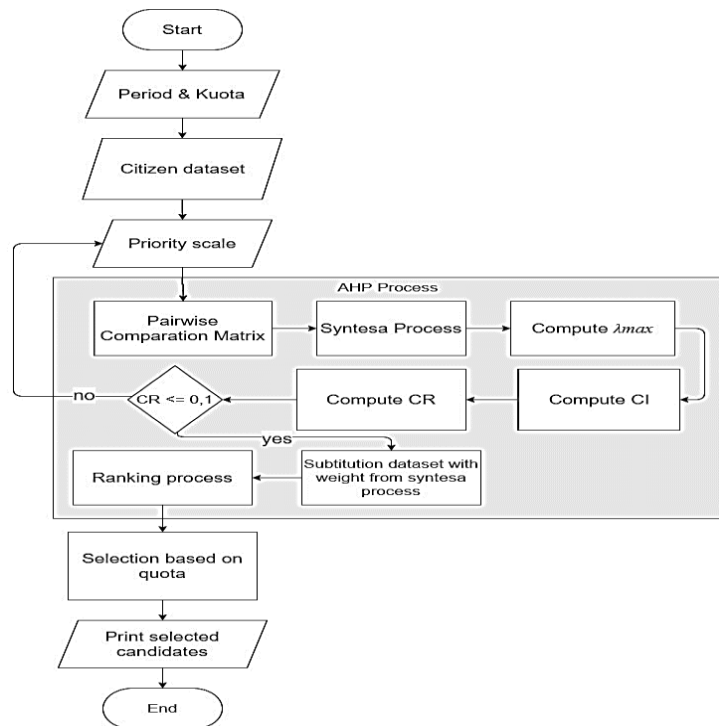 Start
Period & Kuota
Citizen dataset
Priority scale
AHP Process
Pairwise
Comparation Matrix
Syntesa Process
Compute λmax
Compute CI
Compute CR
CR <= 0,1
no
yes
Subtitution dataset with
weight from syntesa
process
Ranking process
Selection based on
quota
Print selected
candidates
End